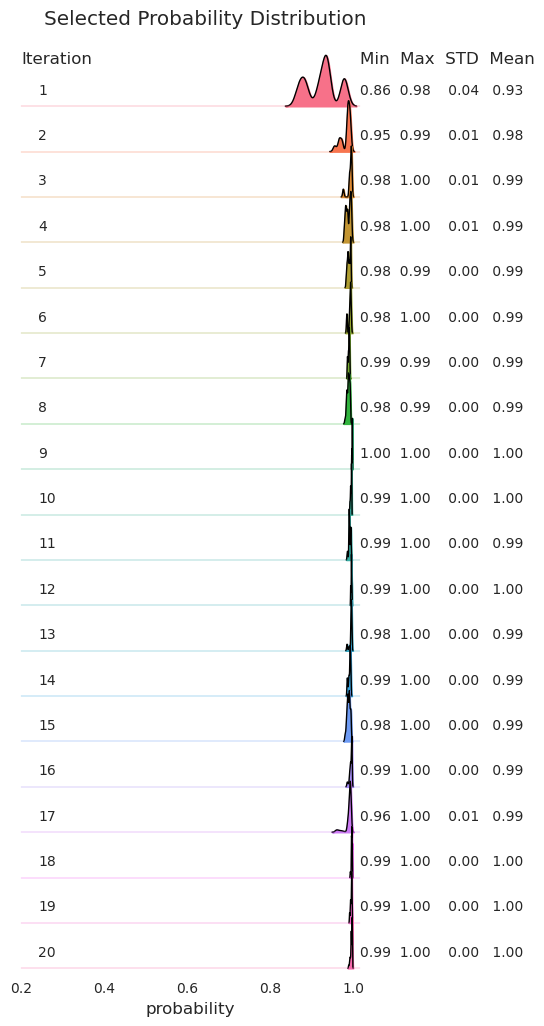 Selected Probability Distribution
Iteration Min Max STD Mean
1 0.86 0.98 0.04 0.93
2 0.95 0.99 0.01 0.98
3 0.98 1.00 0.01 0.99
4 0.98 1.00 0.01 0.99
5 0.98 0.99 0.00 0.99
6 0.98 1.00 0.00 0.99
7 0.99 0.99 0.00 0.99
8 0.98 0.99 0.00 0.99
9 1.00 1.00 0.00 1.00
10 0.99 1.00 0.00 1.00
11 0.99 1.00 0.00 0.99
12 0.99 1.00 0.00 1.00
13 0.98 1.00 0.00 0.99
14 0.99 1.00 0.00 0.99
15 0.98 1.00 0.00 0.99
16 0.99 1.00 0.00 0.99
17 0.96 1.00 0.01 0.99
18 0.99 1.00 0.00 1.00
19 0.99 1.00 0.00 1.00
20 0.99 1.00 0.00 1.00
0.2 0.4 0.6 0.8 1.0
probability